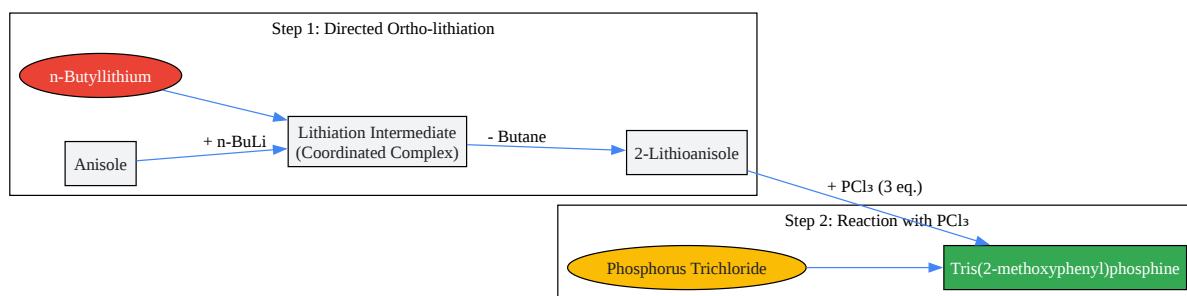 Step 1: Directed Ortho-lithiation
n-Butyllithium
+ n-BuLi
Anisole
Lithiation Intermediate
(Coordinated Complex)
- Butane
2-Lithioanisole
+ PCl₃ (3 eq.)
Step 2: Reaction with PCl₃
Phosphorus Trichloride
Tris(2-methoxyphenyl)phosphine